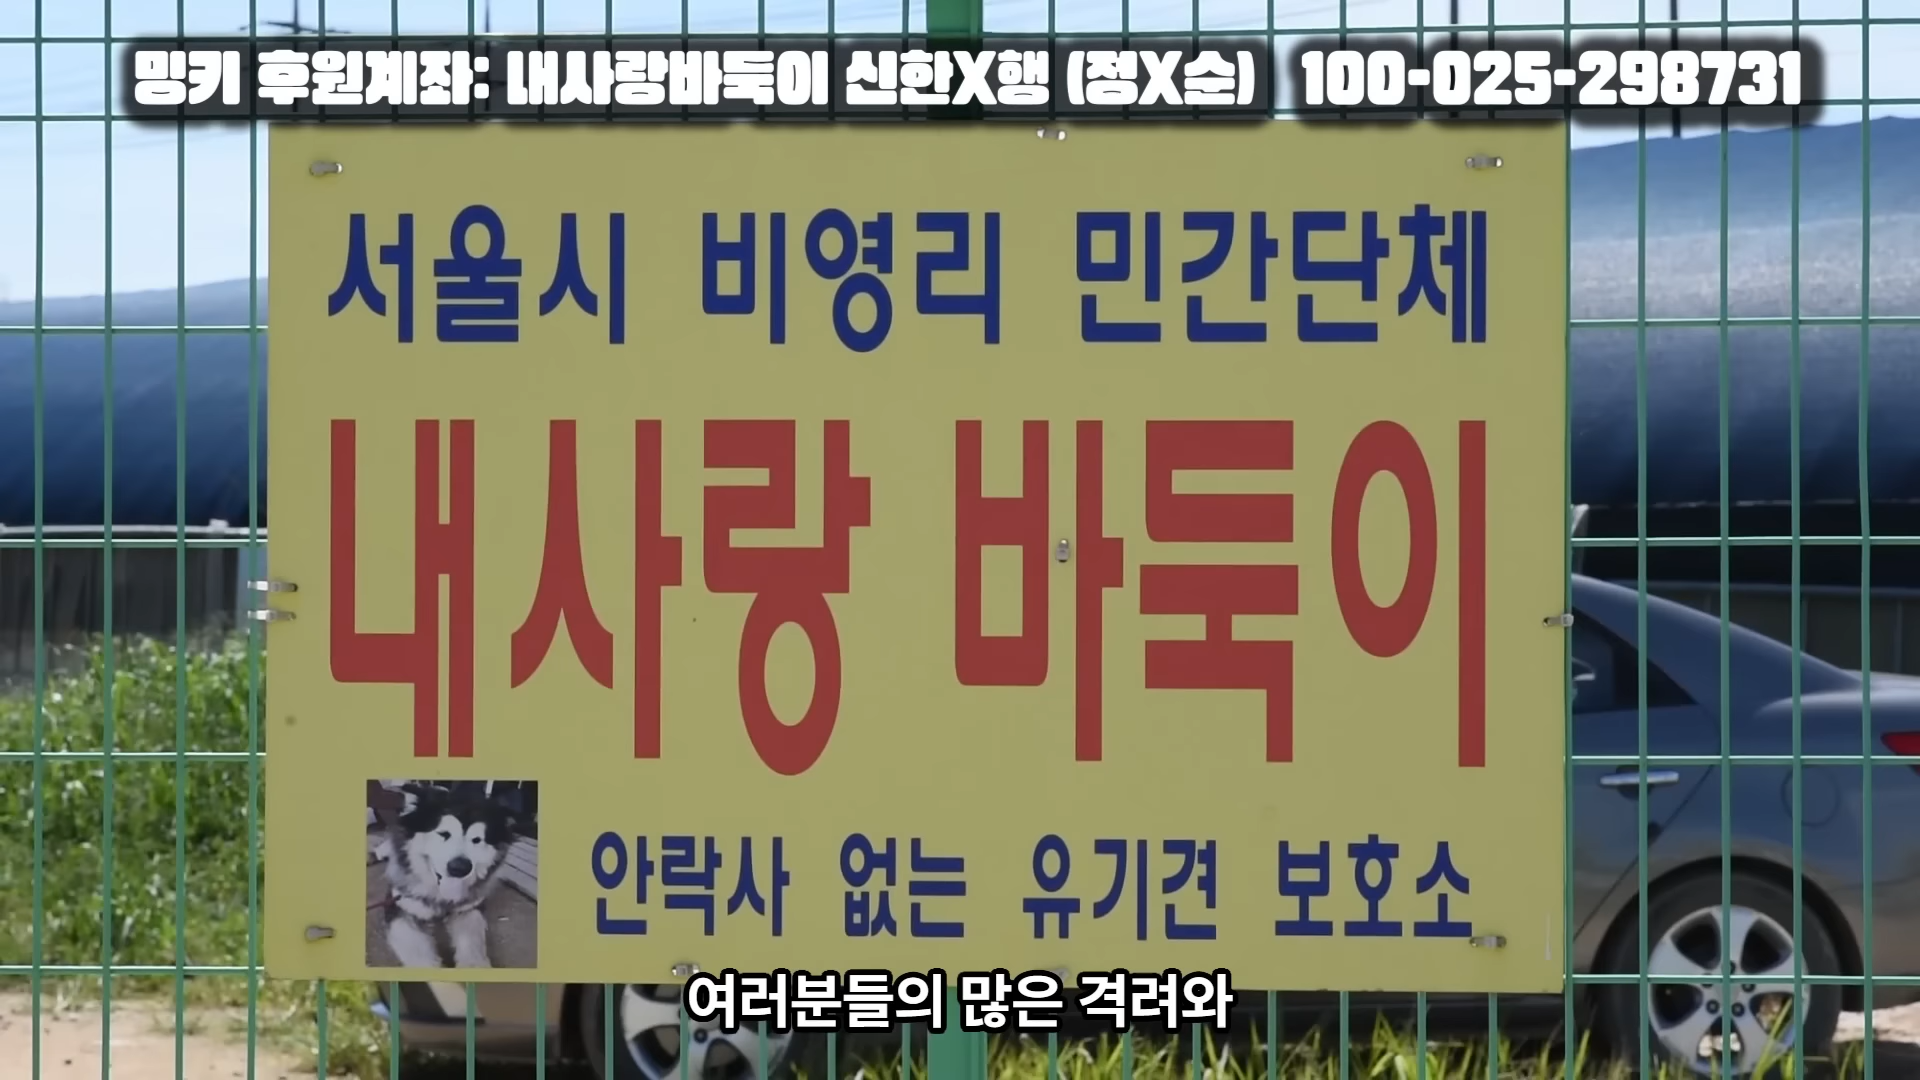 밍키 후원계좌: 내사랑바둑이 신한X행 (정X순) 100-025-298731
서울시 비영리 민간단체
내사랑 바둑이
안락사 없는 유기견 보호소
여러분들의 많은 격려와